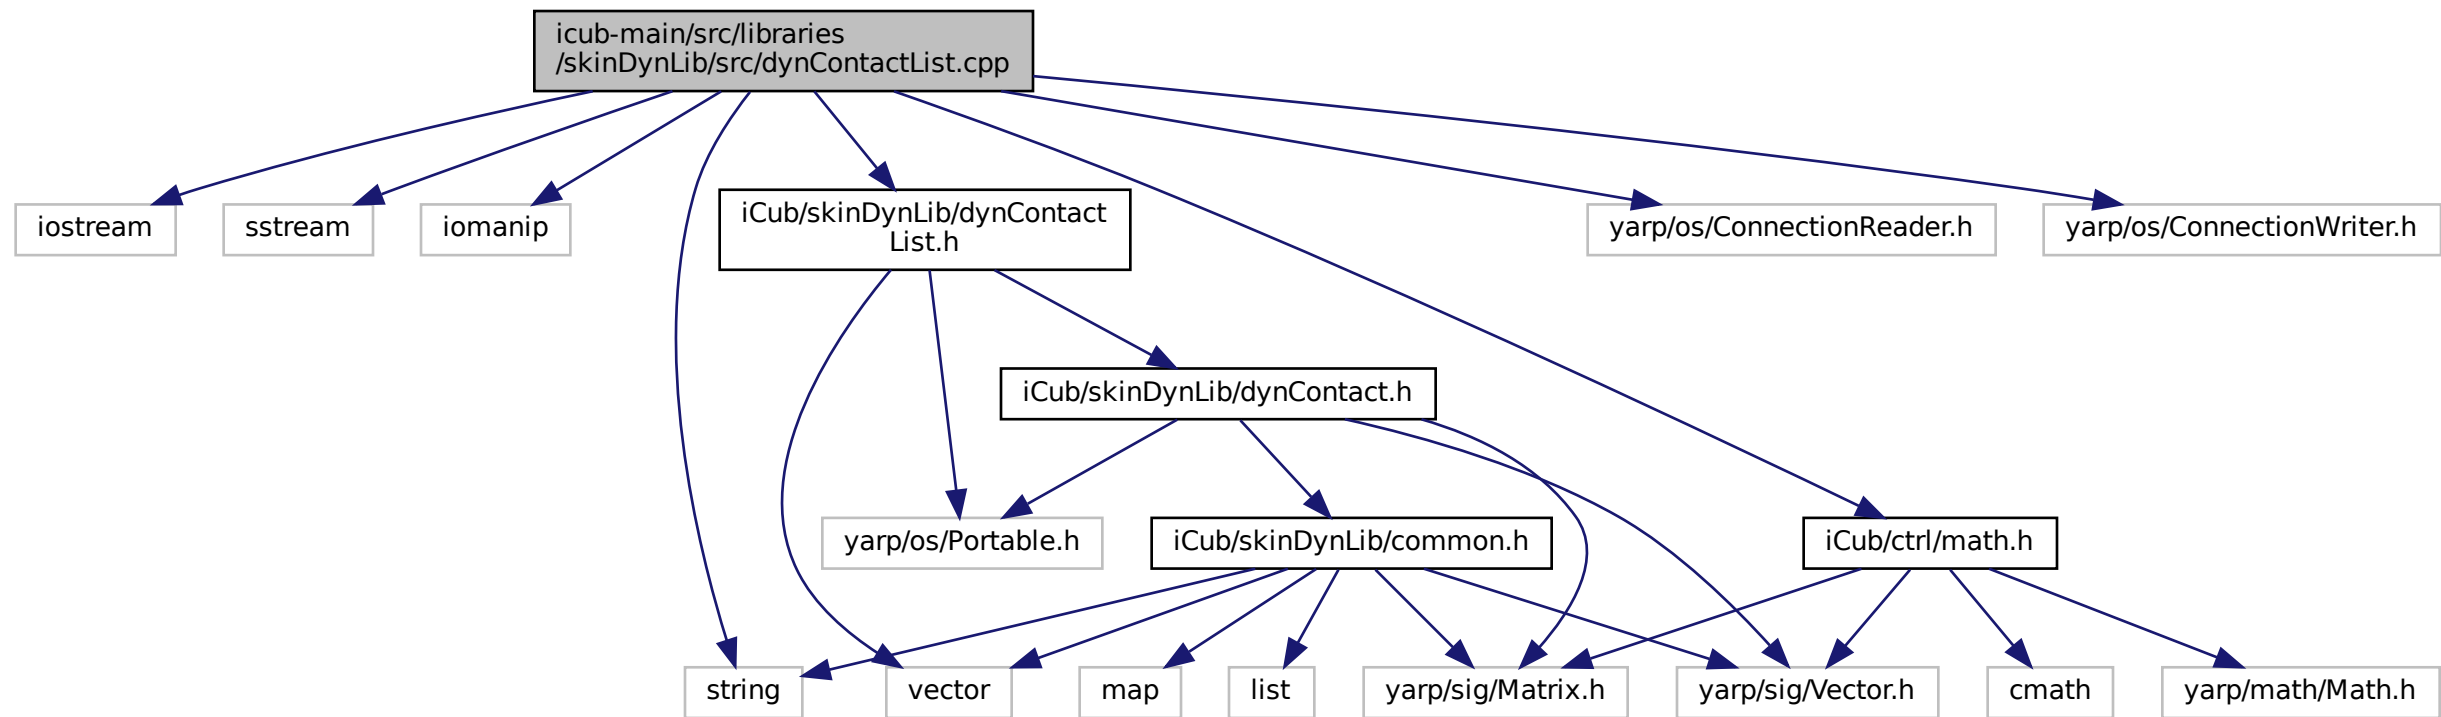 icub-main/src/libraries
/skinDynLib/src/dynContactList.cpp
iostream
sstream
iomanip
iCub/skinDynLib/dynContact
List.h
yarp/os/ConnectionReader.h
yarp/os/ConnectionWriter.h
iCub/skinDynLib/dynContact.h
yarp/os/Portable.h
iCub/skinDynLib/common.h
iCub/ctrl/math.h
string
vector
map
list
yarp/sig/Matrix.h
yarp/sig/Vector.h
cmath
yarp/math/Math.h